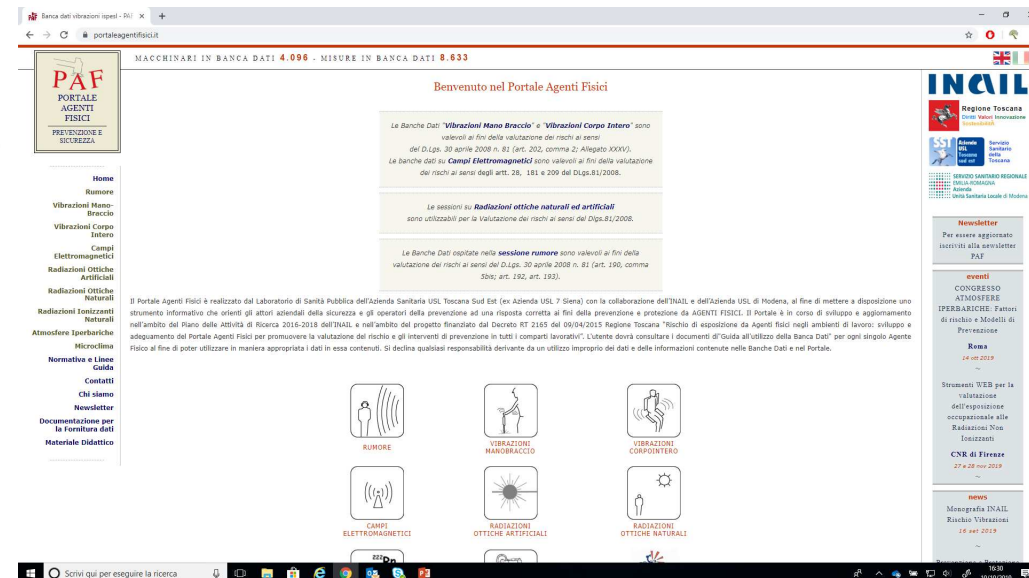 Banca dati vibrazioni ispesl - PAF
portaleagentifisici.it
MACCHINARI IN BANCA DATI 4.096 - MISURE IN BANCA DATI 8.633
PAF
PORTALE
AGENTI
FISICI
PREVENZIONE E
SICUREZZA
Home
Rumore
Vibrazioni Mano-
Braccio
Vibrazioni Corpo
Intero
Campi
Elettromagnetici
Radiazioni Ottiche
Artificiali
Radiazioni Ottiche
Naturali
Radiazioni Ionizzanti
Naturali
Atmosfere Iperbariche
Microclima
Normativa e Linee
Guida
Contatti
Chi siamo
Newsletter
Documentazione per
la Fornitura dati
Materiale Didattico
Benvenuto nel Portale Agenti Fisici
Le Banche Dati "Vibrazioni Mano Braccio" e "Vibrazioni Corpo Intero" sono
valevoli ai fini della valutazione dei rischi ai sensi
del D.Lgs. 30 aprile 2008 n. 81 (art. 202, comma 2; Allegato XXXV).
Le banche dati su Campi Elettromagnetici sono valevoli ai fini della valutazione
dei rischi ai sensi degli artt. 28, 181 e 209 del DLgs.81/2008.
Le sessioni su Radiazioni ottiche naturali ed artificiali
sono utilizzabili per la Valutazione dei rischi ai sensi del Dlgs.81/2008.
Le Banche Dati ospitate nella sessione rumore sono valevoli ai fini della
valutazione dei rischi ai sensi del D.Lgs. 30 aprile 2008 n. 81 (art 190, comma
5bis; art. 192, art. 193).
Il Portale Agenti Fisici è realizzato dal Laboratorio di Sanità Pubblica dell'Azienda Sanitaria USL Toscana Sud Est (ex Azienda USL 7 Siena) con la collaborazione dell'INAIL e dell'Azienda USL di Modena, al fine di mettere a disposizione uno
strumento informativo che orienti gli attori aziendali della sicurezza e gli operatori della prevenzione ad una risposta corretta ai fini della prevenzione e protezione da AGENTI FISICI. Il Portale è in corso di sviluppo e aggiornamento
nell'ambito del Piano delle Attività di Ricerca 2016-2018 dell'INAIL e nell'ambito del progetto finanziato dal Decreto RT 2165 del 09/04/2015 Regione Toscana "Rischio di esposizione da Agenti fisici negli ambienti di lavoro: sviluppo e
adeguamento del Portale Agenti Fisici per promuovere la valutazione del rischio e gli interventi di prevenzione in tutti i comparti lavorativi". L'utente dovrà consultare i documenti di"Guida all'utilizzo della Banca Dati" per ogni singolo Agente
Fisico al fine di poter utilizzare in maniera appropriata i dati in essa contenuti. Si declina qualsiasi responsabilità derivante da un utilizzo improprio dei dati e delle informazioni contenute nelle Banche Dati e nel Portale.
RUMORE
VIBRAZIONI
MANOBRACCIO
VIBRAZIONI
CORPOINTERO
CAMPI
ELETTROMAGNETICI
RADIAZIONI
OTTICHE ARTIFICIALI
RADIAZIONI
OTTICHE NATURALI
222Rn
INAIL
Regione Toscana
Diritti Valori Innovazione
Sostenibilità
SST
Azienda
USL
Toscana
sud est
Servizio
Sanitario
della
Toscana
SERVIZIO SANITARIO REGIONALE
EMILIA-ROMAGNA
Azienda
Unità Sanitaria Locale di Modena
Newsletter
Per essere aggiornato
iscriviti alla newsletter
PAF
eventi
CONGRESSO
ATMOSFERE
IPERBARICHE: Fattori
di rischio e Modelli di
Prevenzione
Roma
14 ott 2019
~
Strumenti WEB per la
valutazione
dell'esposizione
occupazionale alle
Radiazioni Non
Ionizzanti
CNR di Firenze
27 e 28 nov 2019
~
news
Monografia INAIL
Rischio Vibrazioni
16 set 2019
~
Scrivi qui per eseguire la ricerca
16:30
10/10/2019